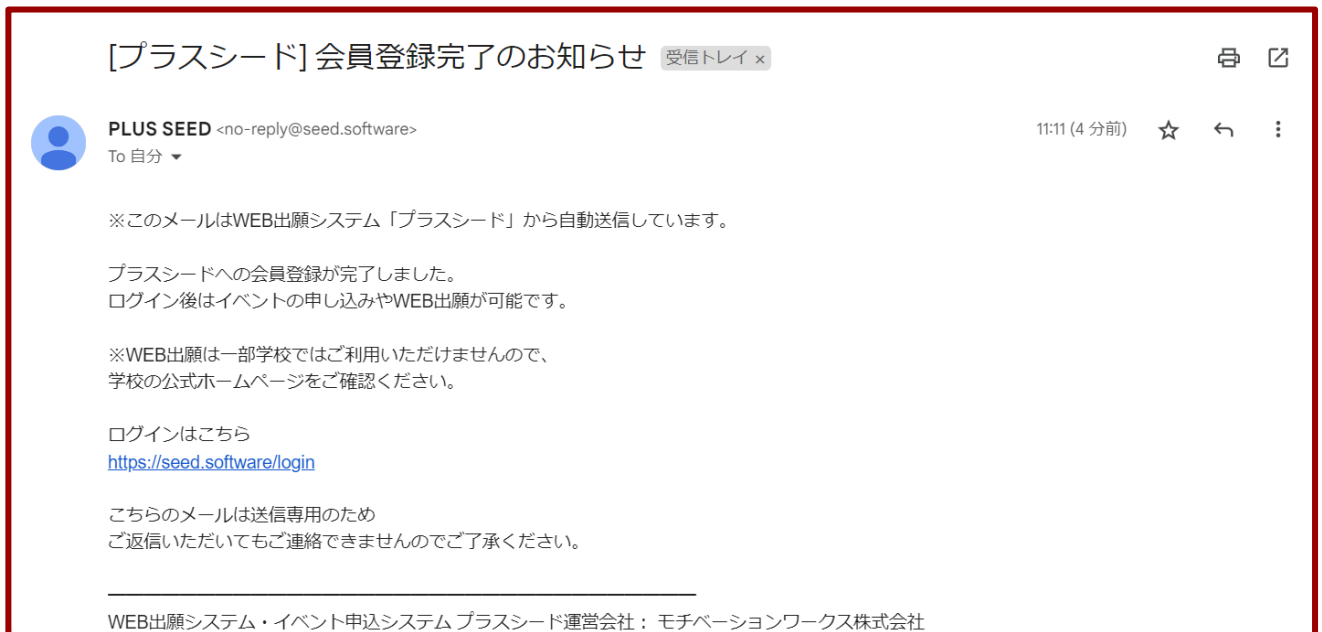 [プラスシード] 会員登録完了のお知らせ 受信トレイ ×
PLUS SEED <no-reply@seed.software> 11:11 (4 分前)
To 自分
※このメールはWEB出願システム「プラスシード」から自動送信しています。
プラスシードへの会員登録が完了しました。
ログイン後はイベントの申し込みやWEB出願が可能です。
※WEB出願は一部学校ではご利用いただけませんので、
学校の公式ホームページをご確認ください。
ログインはこちら
https://seed.software/login
こちらのメールは送信専用のため
ご返信いただいてもご連絡できませんのでご了承ください。
WEB出願システム・イベント申込システム プラスシード運営会社： モチベーションワークス株式会社